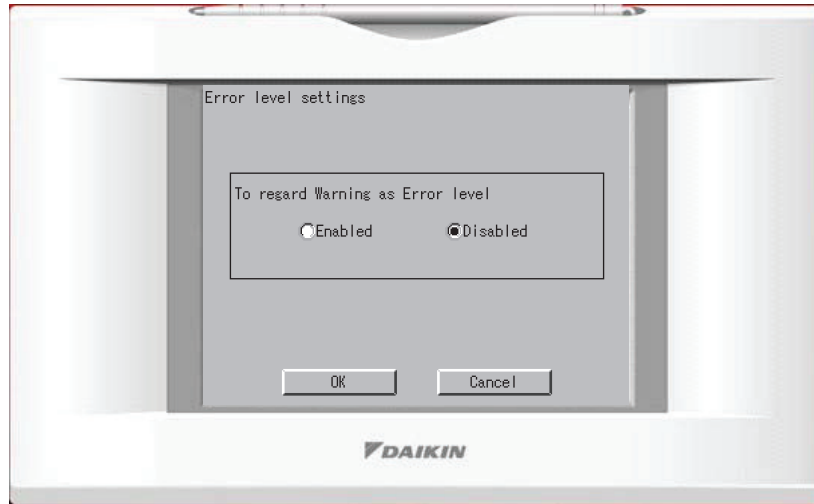 Error level settings
To regard Warning as Error level
Enabled Disabled
OK Cancel
DAIKIN